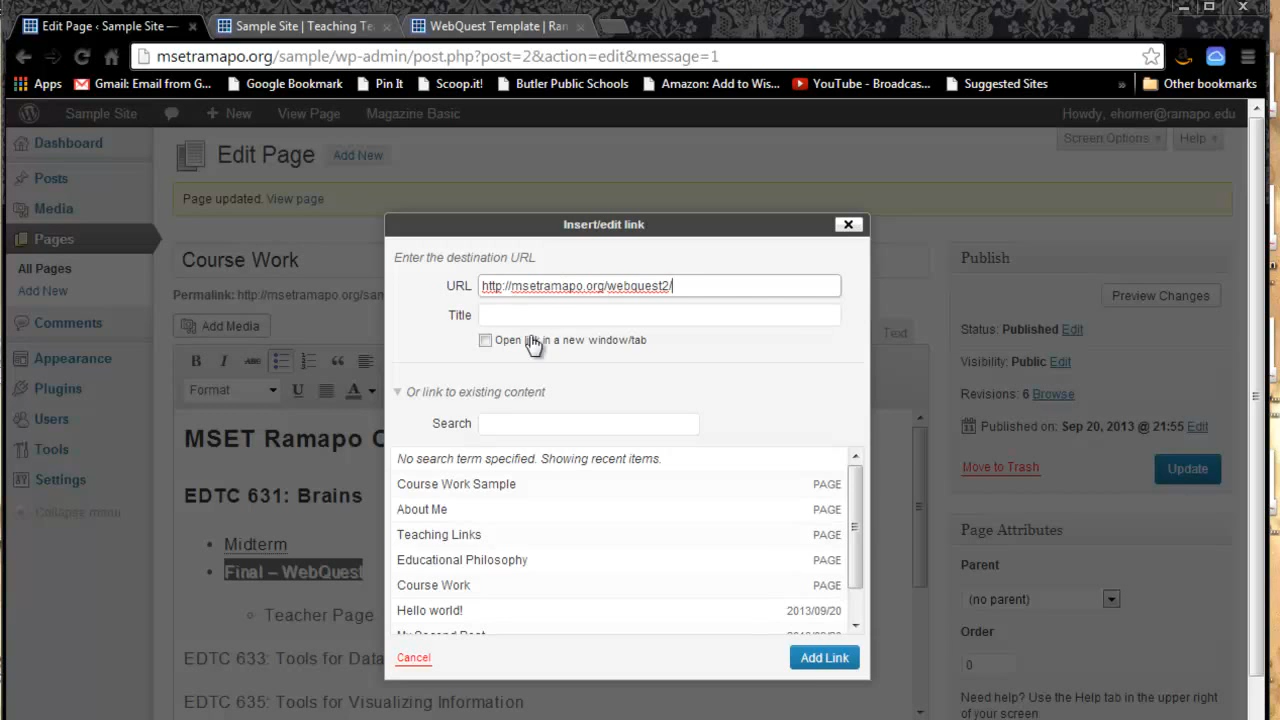 Edit Page ‹ Sample Site —
Sample Site | Teaching Te
WebQuest Template | Ran
msetramapo.org/sample/wp-admin/post.php?post=2&action=edit&message=1
Apps
Gmail: Email from G...
Google Bookmark
Pin It
Scoop.it!
Butler Public Schools
Amazon: Add to Wis...
YouTube - Broadcas...
Suggested Sites
»
Other bookmarks
Sample Site
+ New
View Page
Magazine Basic
Howdy, ehorner@ramapo.edu
Dashboard
Posts
Media
Pages
All Pages
Add New
Comments
Appearance
Plugins
Users
Tools
Settings
Collapse menu
Edit Page
Add New
Screen Options
Help
Page updated. View page
Course Work
Permalink: http://msetramapo.org/sam
Add Media
Text
B I ABC
Format
U
A
MSET Ramapo C
EDTC 631: Brains
Midterm
Final – WebQuest
Teacher Page
EDTC 633: Tools for Data
EDTC 635: Tools for Visualizing Information
Insert/edit link
Enter the destination URL
URL
http://msetramapo.org/webquest2/
Title
Open link in a new window/tab
Or link to existing content
Search
No search term specified. Showing recent items.
Course Work Sample PAGE
About Me PAGE
Teaching Links PAGE
Educational Philosophy PAGE
Course Work PAGE
Hello world! 2013/09/20
My Second Post
Cancel
Add Link
Publish
Preview Changes
Status: Published Edit
Visibility: Public Edit
Revisions: 6 Browse
Published on: Sep 20, 2013 @ 21:55 Edit
Move to Trash
Update
Page Attributes
Parent
(no parent)
Order
0
Need help? Use the Help tab in the upper right
of your screen